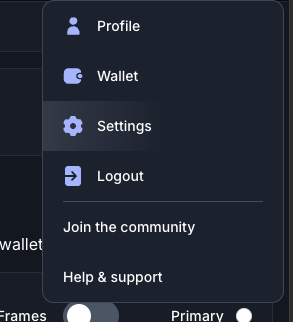 Profile
Wallet
Settings
Logout
Join the community
wallet
Help & support
Frames
Primary